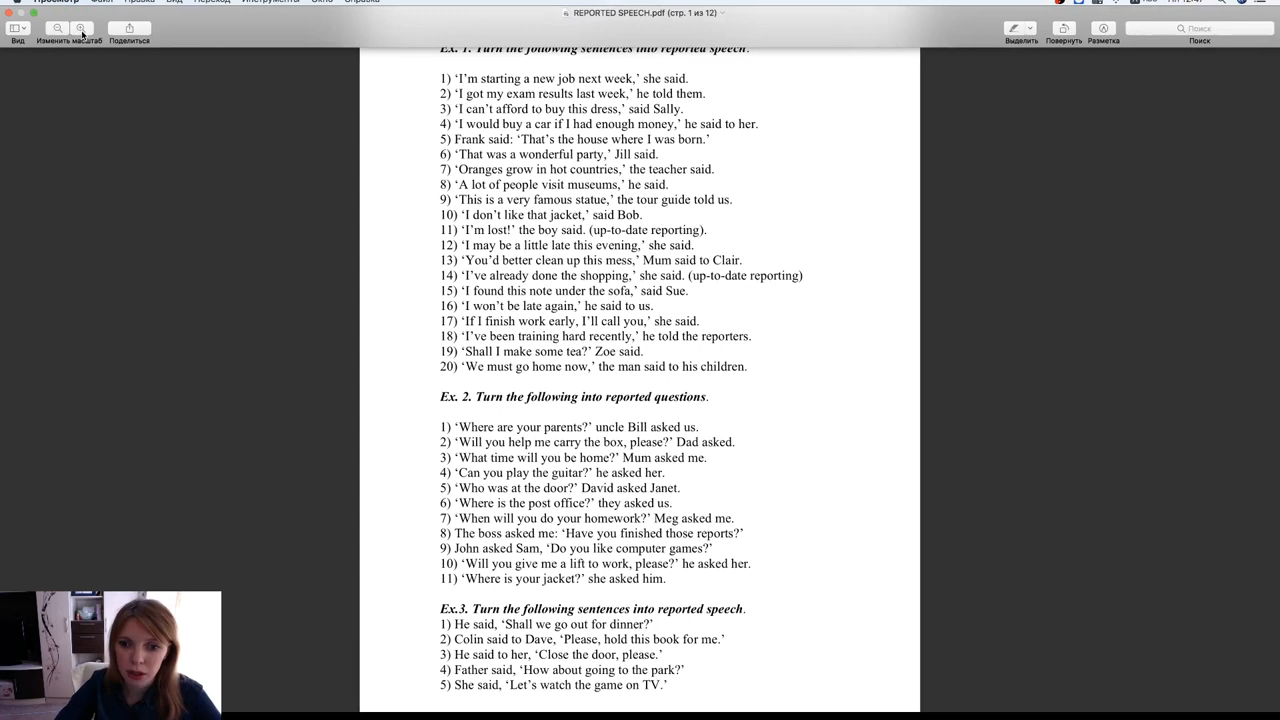 Просмотр Файл Правка Вид Переход Инструменты Окно Справка
REPORTED SPEECH.pdf (стр. 1 из 12)
Вид Изменить масштаб Поделиться Выделить Повернуть Разметка Поиск
Поиск
Ex. 1. Turn the following sentences into reported speech.
1) ‘I’m starting a new job next week,’ she said.
2) ‘I got my exam results last week,’ he told them.
3) ‘I can’t afford to buy this dress,’ said Sally.
4) ‘I would buy a car if I had enough money,’ he said to her.
5) Frank said: ‘That’s the house where I was born.’
6) ‘That was a wonderful party,’ Jill said.
7) ‘Oranges grow in hot countries,’ the teacher said.
8) ‘A lot of people visit museums,’ he said.
9) ‘This is a very famous statue,’ the tour guide told us.
10) ‘I don’t like that jacket,’ said Bob.
11) ‘I’m lost!’ the boy said. (up-to-date reporting).
12) ‘I may be a little late this evening,’ she said.
13) ‘You’d better clean up this mess,’ Mum said to Clair.
14) ‘I’ve already done the shopping,’ she said. (up-to-date reporting)
15) ‘I found this note under the sofa,’ said Sue.
16) ‘I won’t be late again,’ he said to us.
17) ‘If I finish work early, I’ll call you,’ she said.
18) ‘I’ve been training hard recently,’ he told the reporters.
19) ‘Shall I make some tea?’ Zoe said.
20) ‘We must go home now,’ the man said to his children.
Ex. 2. Turn the following into reported questions.
1) ‘Where are your parents?’ uncle Bill asked us.
2) ‘Will you help me carry the box, please?’ Dad asked.
3) ‘What time will you be home?’ Mum asked me.
4) ‘Can you play the guitar?’ he asked her.
5) ‘Who was at the door?’ David asked Janet.
6) ‘Where is the post office?’ they asked us.
7) ‘When will you do your homework?’ Meg asked me.
8) The boss asked me: ‘Have you finished those reports?’
9) John asked Sam, ‘Do you like computer games?’
10) ‘Will you give me a lift to work, please?’ he asked her.
11) ‘Where is your jacket?’ she asked him.
Ex.3. Turn the following sentences into reported speech.
1) He said, ‘Shall we go out for dinner?’
2) Colin said to Dave, ‘Please, hold this book for me.’
3) He said to her, ‘Close the door, please.’
4) Father said, ‘How about going to the park?’
5) She said, ‘Let’s watch the game on TV.’